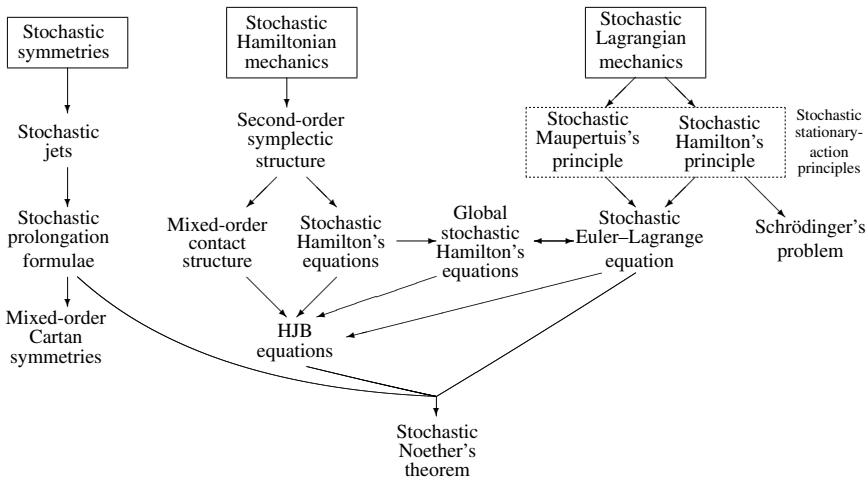 Stochastic
symmetries
Stochastic
Hamiltonian
mechanics
Stochastic
Lagrangian
mechanics
Stochastic
jets
Second-order
symplectic
structure
Stochastic
Maupertuis's
principle
Stochastic
Hamilton's
principle
Stochastic
stationary-
action
principles
Stochastic
prolongation
formulae
Mixed-order
contact
structure
Stochastic
Hamilton's
equations
Global
stochastic
Hamilton's
equations
Stochastic
Euler–Lagrange
equation
Schrödinger's
problem
Mixed-order
Cartan
symmetries
HJB
equations
Stochastic
Noether's
theorem